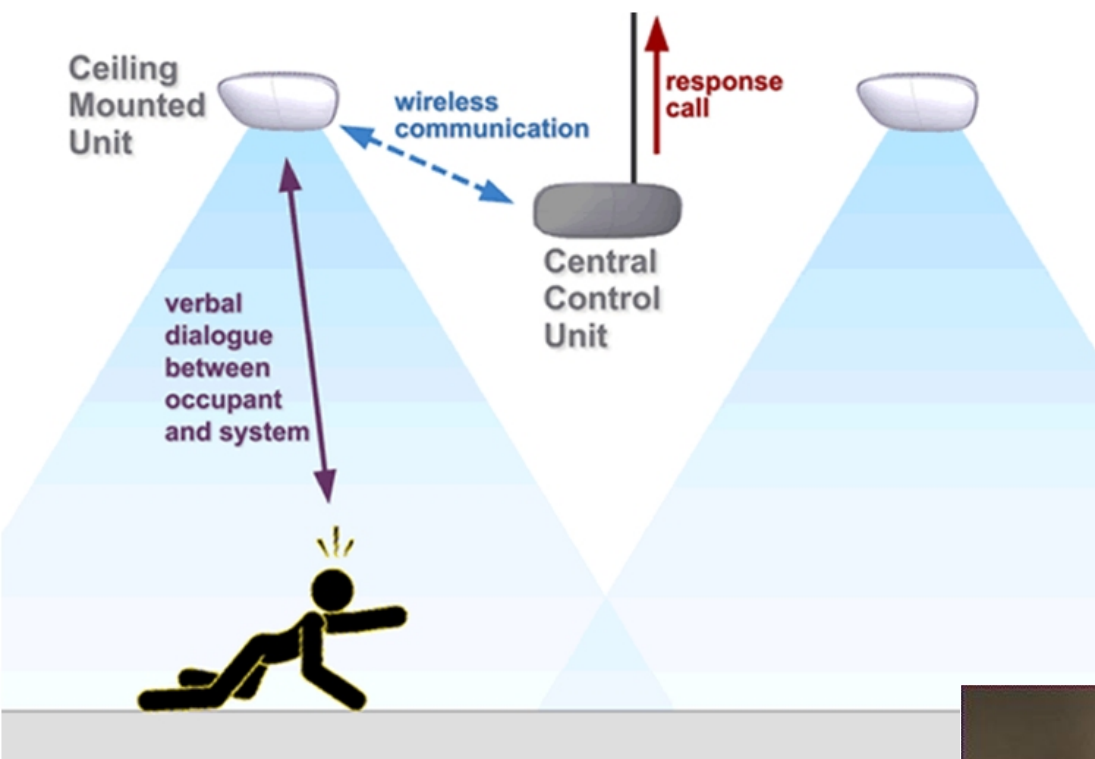 Ceiling
Mounted
Unit
wireless
communication
response
call
Central
Control
Unit
verbal
dialogue
between
occupant
and system